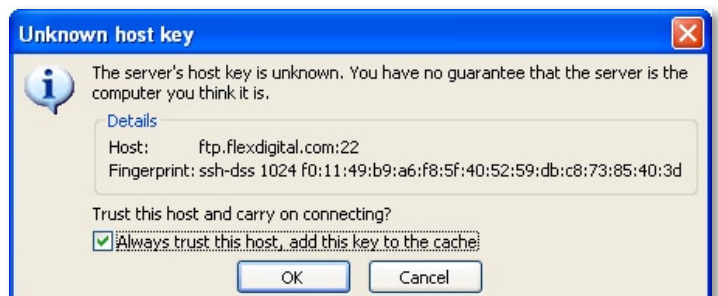 Unknown host key
The server's host key is unknown. You have no guarantee that the server is the
computer you think it is.
Details
Host: ftp.flexdigital.com:22
Fingerprint: ssh-dss 1024 f0:11:49:b9:a6:f8:5f:40:52:59:db:c8:73:85:40:3d
Trust this host and carry on connecting?
Always trust this host, add this key to the cache
OK Cancel